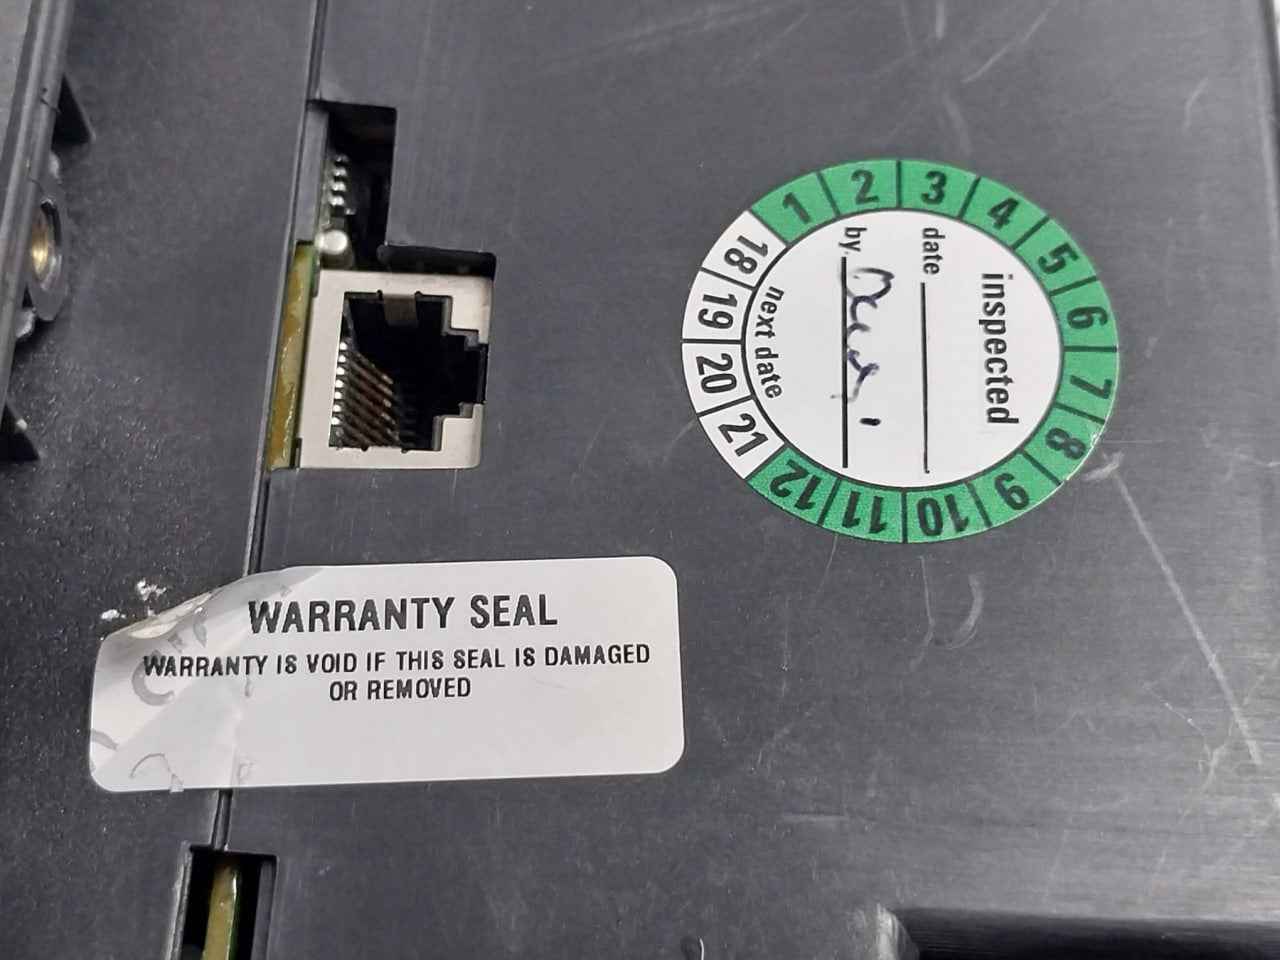 WARRANTY SEAL
WARRANTY IS VOID IF THIS SEAL IS DAMAGED
OR REMOVED
inspected
date
by.
next date
1 2 3 4 5 6 7 8 9 10 11 12
18 19 20 21